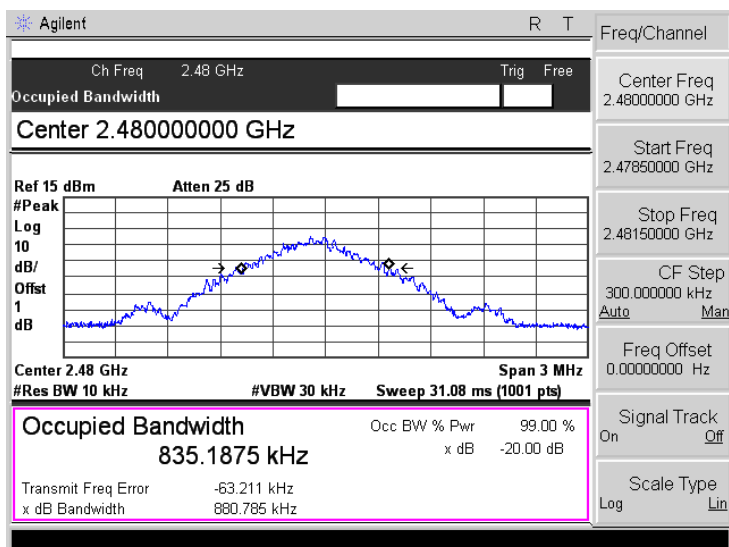 Agilent R T
Freq/Channel
Ch Freq 2.48 GHz Trig Free
Occupied Bandwidth
Center 2.480000000 GHz
Ref 15 dBm Atten 25 dB
#Peak
Log
10
dB/
Offst
1
dB
Center 2.48 GHz Span 3 MHz
#Res BW 10 kHz #VBW 30 kHz Sweep 31.08 ms (1001 pts)
Occupied Bandwidth
835.1875 kHz
Occ BW % Pwr 99.00 %
x dB -20.00 dB
Transmit Freq Error -63.211 kHz
x dB Bandwidth 880.785 kHz
Center Freq
2.48000000 GHz
Start Freq
2.47850000 GHz
Stop Freq
2.48150000 GHz
CF Step
300.000000 kHz
Auto Man
Freq Offset
0.00000000 Hz
Signal Track
On Off
Scale Type
Log Lin